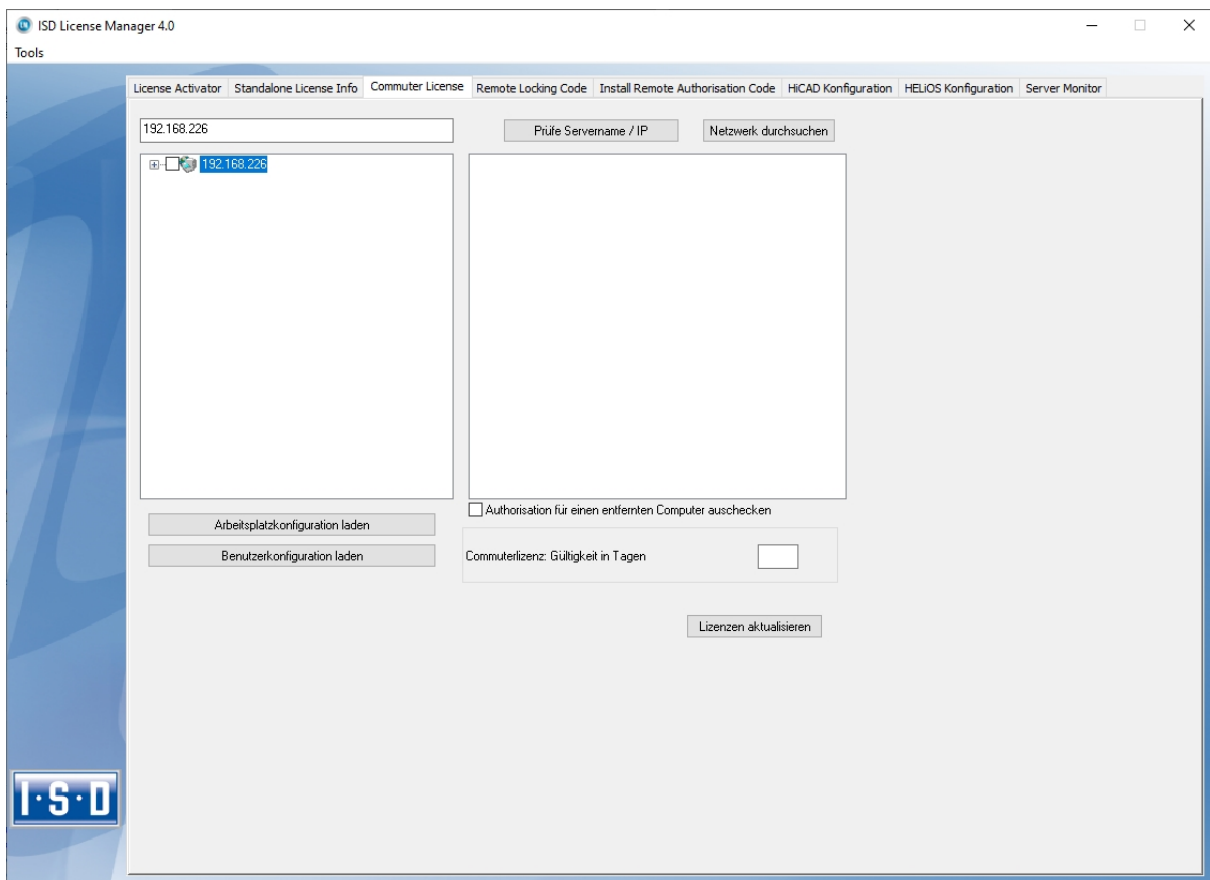 ISD License Manager 4.0
Tools
License Activator Standalone License Info Commuter License Remote Locking Code Install Remote Authorisation Code HiCAD Konfiguration HELiOS Konfiguration Server Monitor
192.168.226 Prüfe Servername / IP Netzwerk durchsuchen
192.168.226
Authorisation für einen entfernten Computer auschecken
Arbeitsplatzkonfiguration laden
Benutzerkonfiguration laden
Commuterlizenz: Gültigkeit in Tagen
Lizenzen aktualisieren
I·S·D